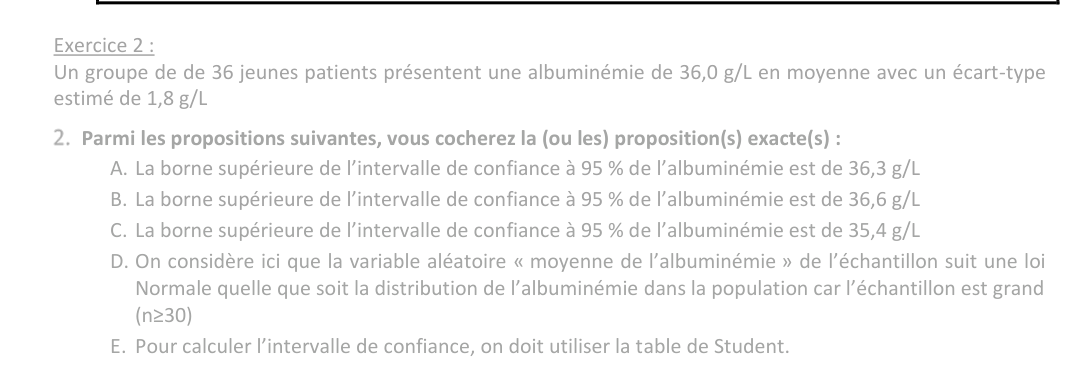 Exercice 2 :
Un groupe de de 36 jeunes patients présentent une albuminémie de 36,0 g/L en moyenne avec un écart-type
estimé de 1,8 g/L
2. Parmi les propositions suivantes, vous cocherez la (ou les) proposition(s) exacte(s) :
A. La borne supérieure de l’intervalle de confiance à 95 % de l’albuminémie est de 36,3 g/L
B. La borne supérieure de l’intervalle de confiance à 95 % de l’albuminémie est de 36,6 g/L
C. La borne supérieure de l’intervalle de confiance à 95 % de l’albuminémie est de 35,4 g/L
D. On considère ici que la variable aléatoire « moyenne de l’albuminémie » de l’échantillon suit une loi
Normale quelle que soit la distribution de l’albuminémie dans la population car l’échantillon est grand
(n≥30)
E. Pour calculer l’intervalle de confiance, on doit utiliser la table de Student.